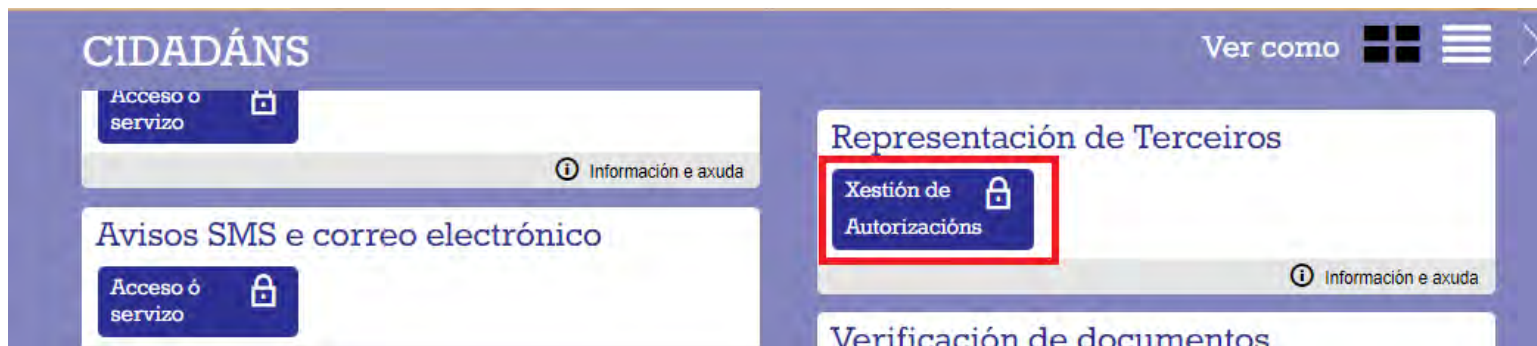 CIDADÁNS
Ver como
Acceso ó
servizo
Información e axuda
Avisos SMS e correo electrónico
Acceso ó
servizo
Representación de Terceiros
Xestión de
Autorizacións
Información e axuda
Verificación de documentos